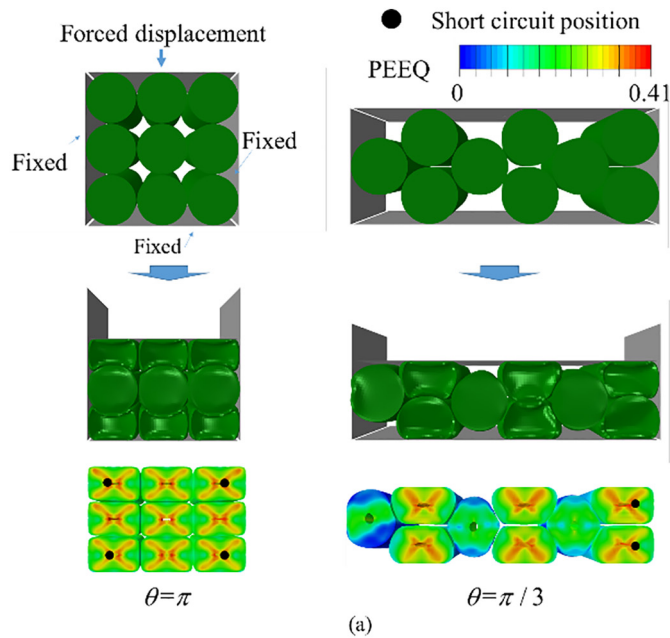 Forced displacement
Short circuit position
PEEQ
0
0.41
Fixed
Fixed
Fixed
θ=π
θ=π / 3
(a)